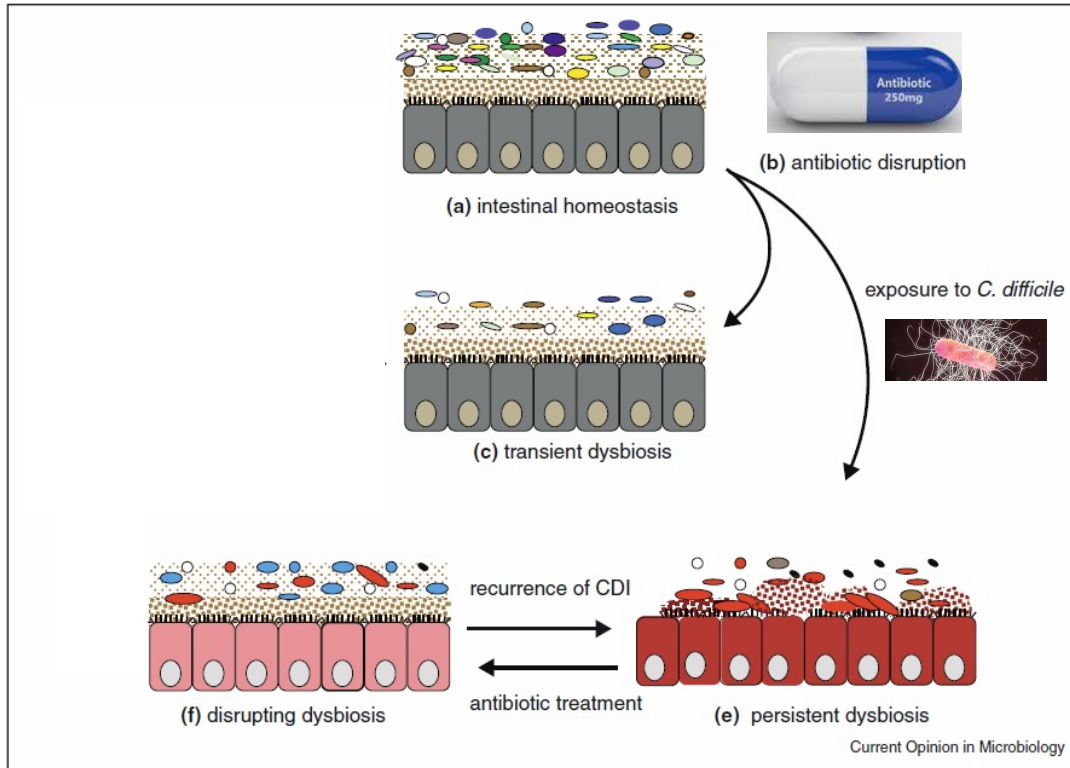 Antibiotic
250mg
(b) antibiotic disruption
(a) intestinal homeostasis
exposure to C. difficile
(c) transient dysbiosis
recurrence of CDI
antibiotic treatment
(f) disrupting dysbiosis
(e) persistent dysbiosis
Current Opinion in Microbiology